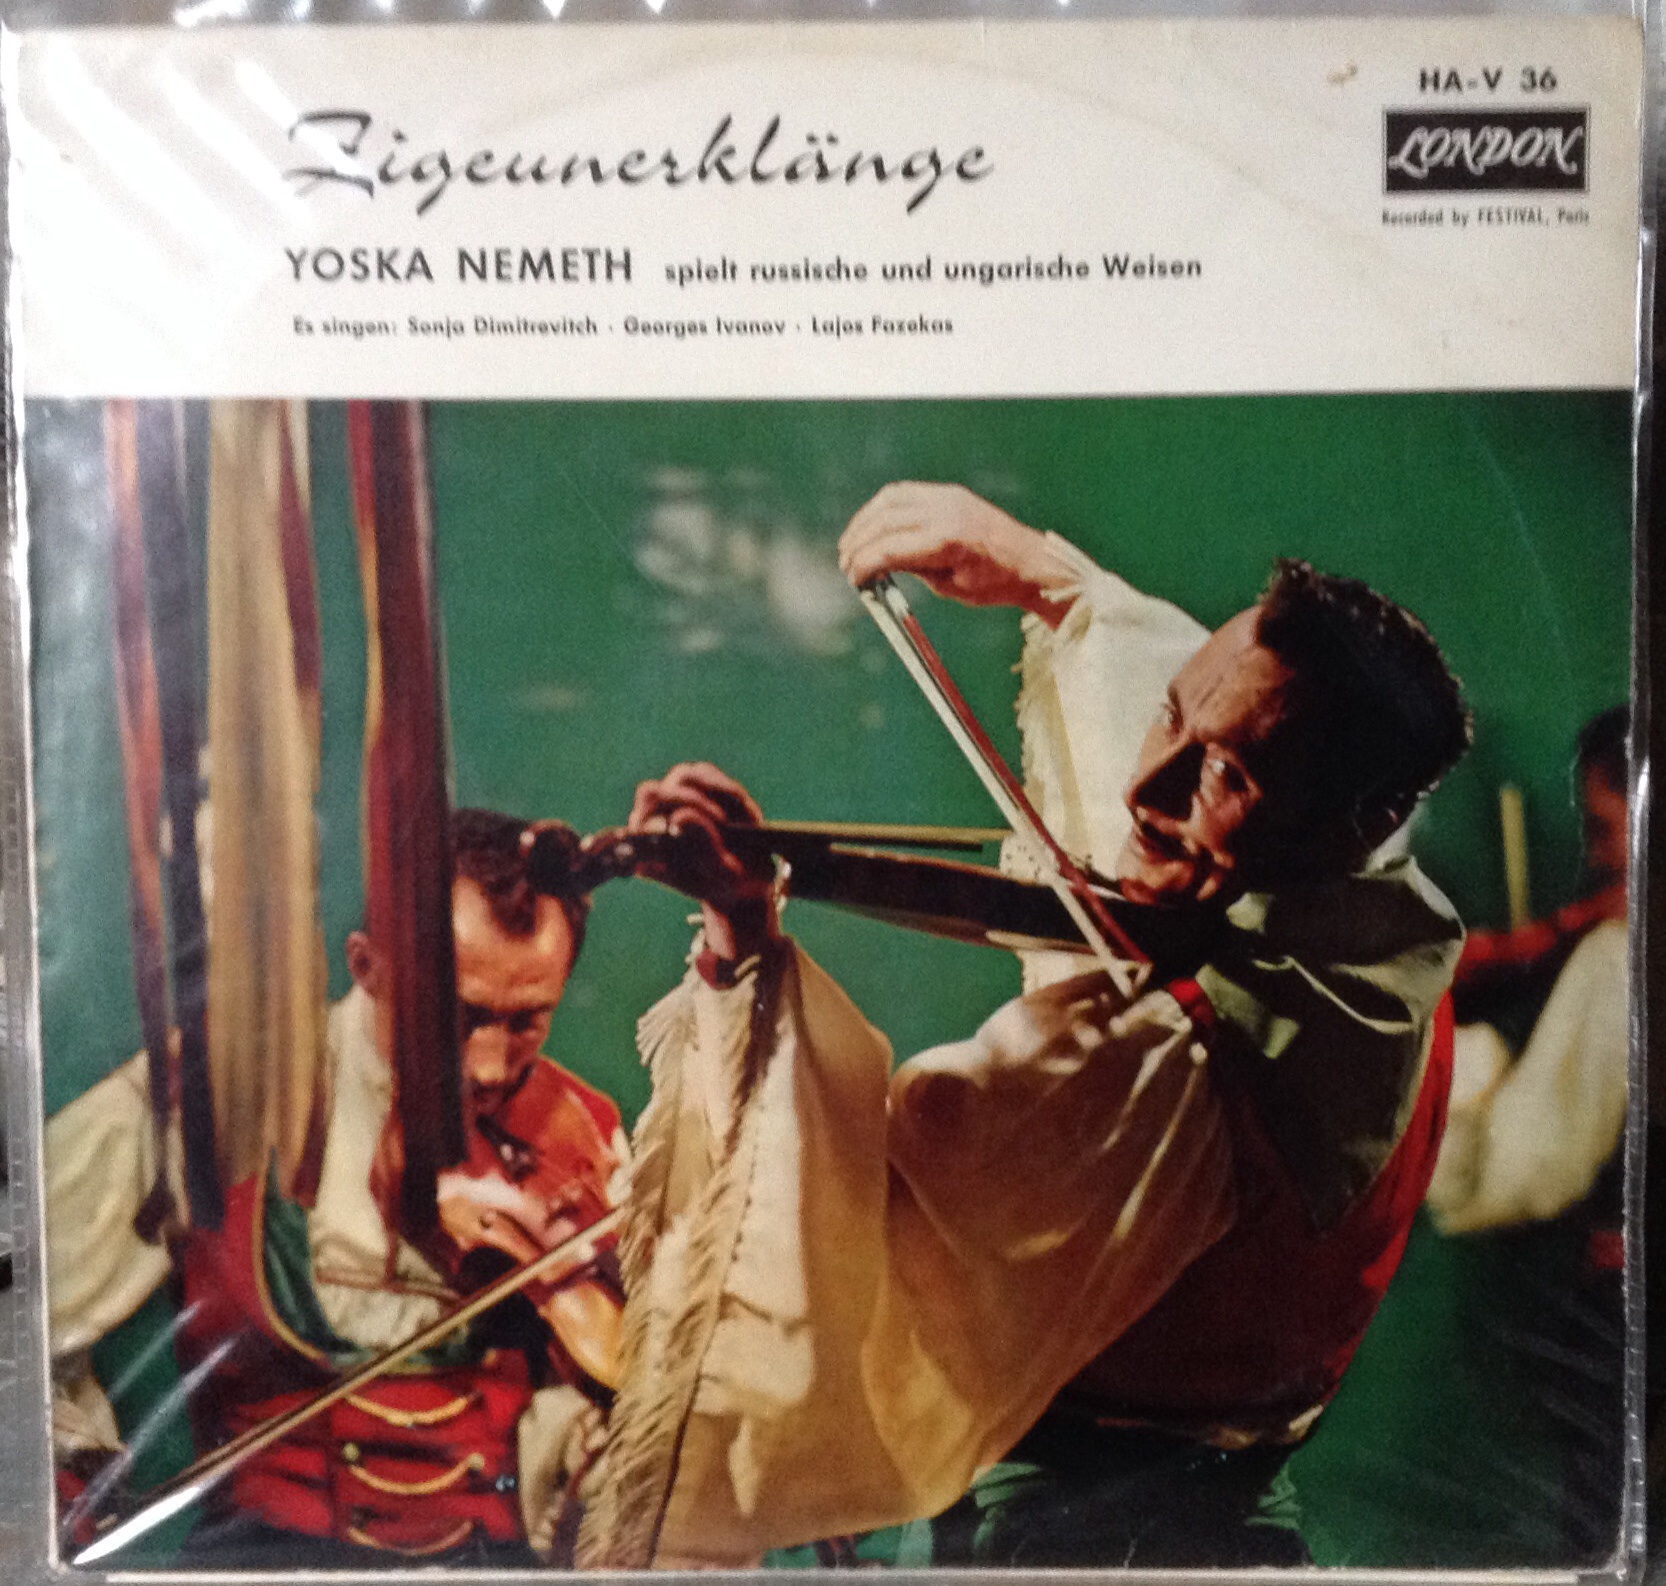 HA-V 36
LONDON
Recorded by FESTIVAL, Paris
Zigeunerklänge
YOSKA NEMETH spielt russische und ungarische Weisen
Es singen: Sonja Dimitrovitch · Georges Ivanov · Lajos Fazekas